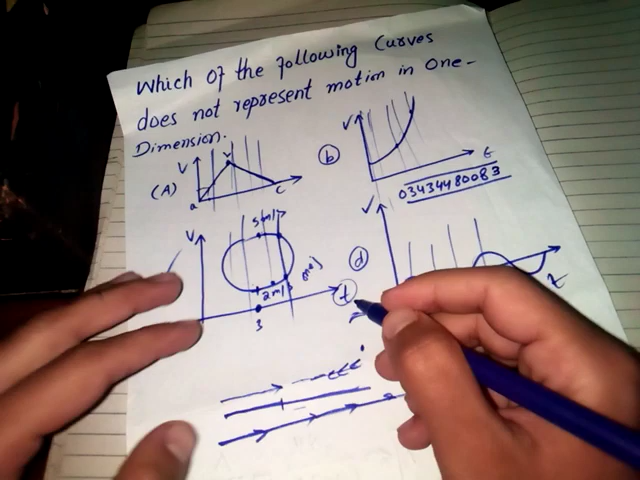 Which Of the following Curves
does not represent motion in One-
Dimension.
(A) V a c
(b) V t
03434480083
V 5m/s
2m/s
3 t
(d) V t